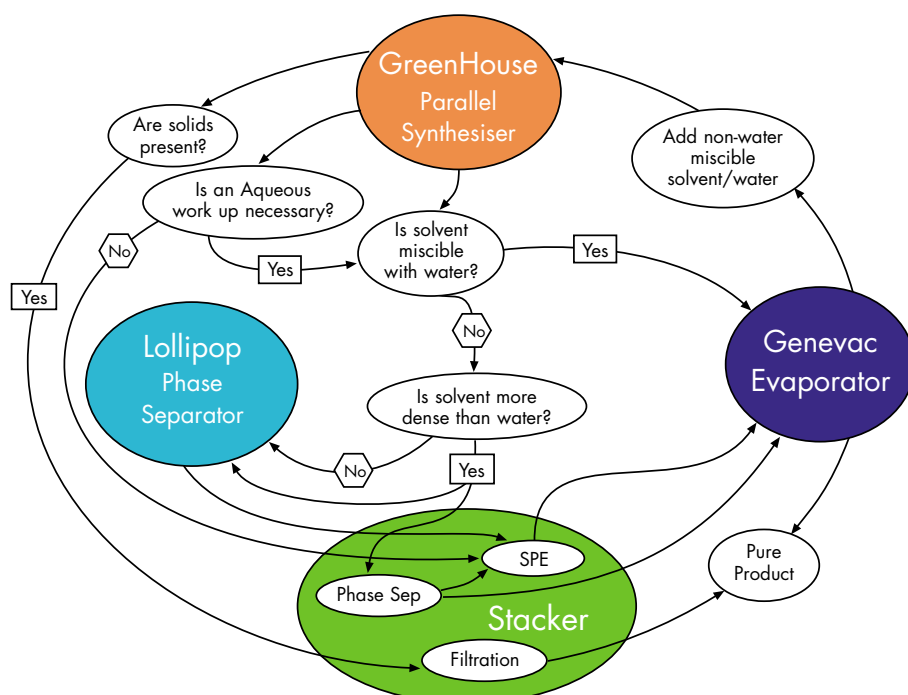 GreenHouse
Parallel
Synthesiser
Are solids
present?
Add non-water
miscible
solvent/water
Is an Aqueous
work up necessary?
Is solvent
miscible
with water?
No
Yes
Yes
Yes
No
Lollipop
Phase
Separator
Genevac
Evaporator
Is solvent more
dense than water?
No
Yes
SPE
Phase Sep
Pure
Product
Stacker
Filtration